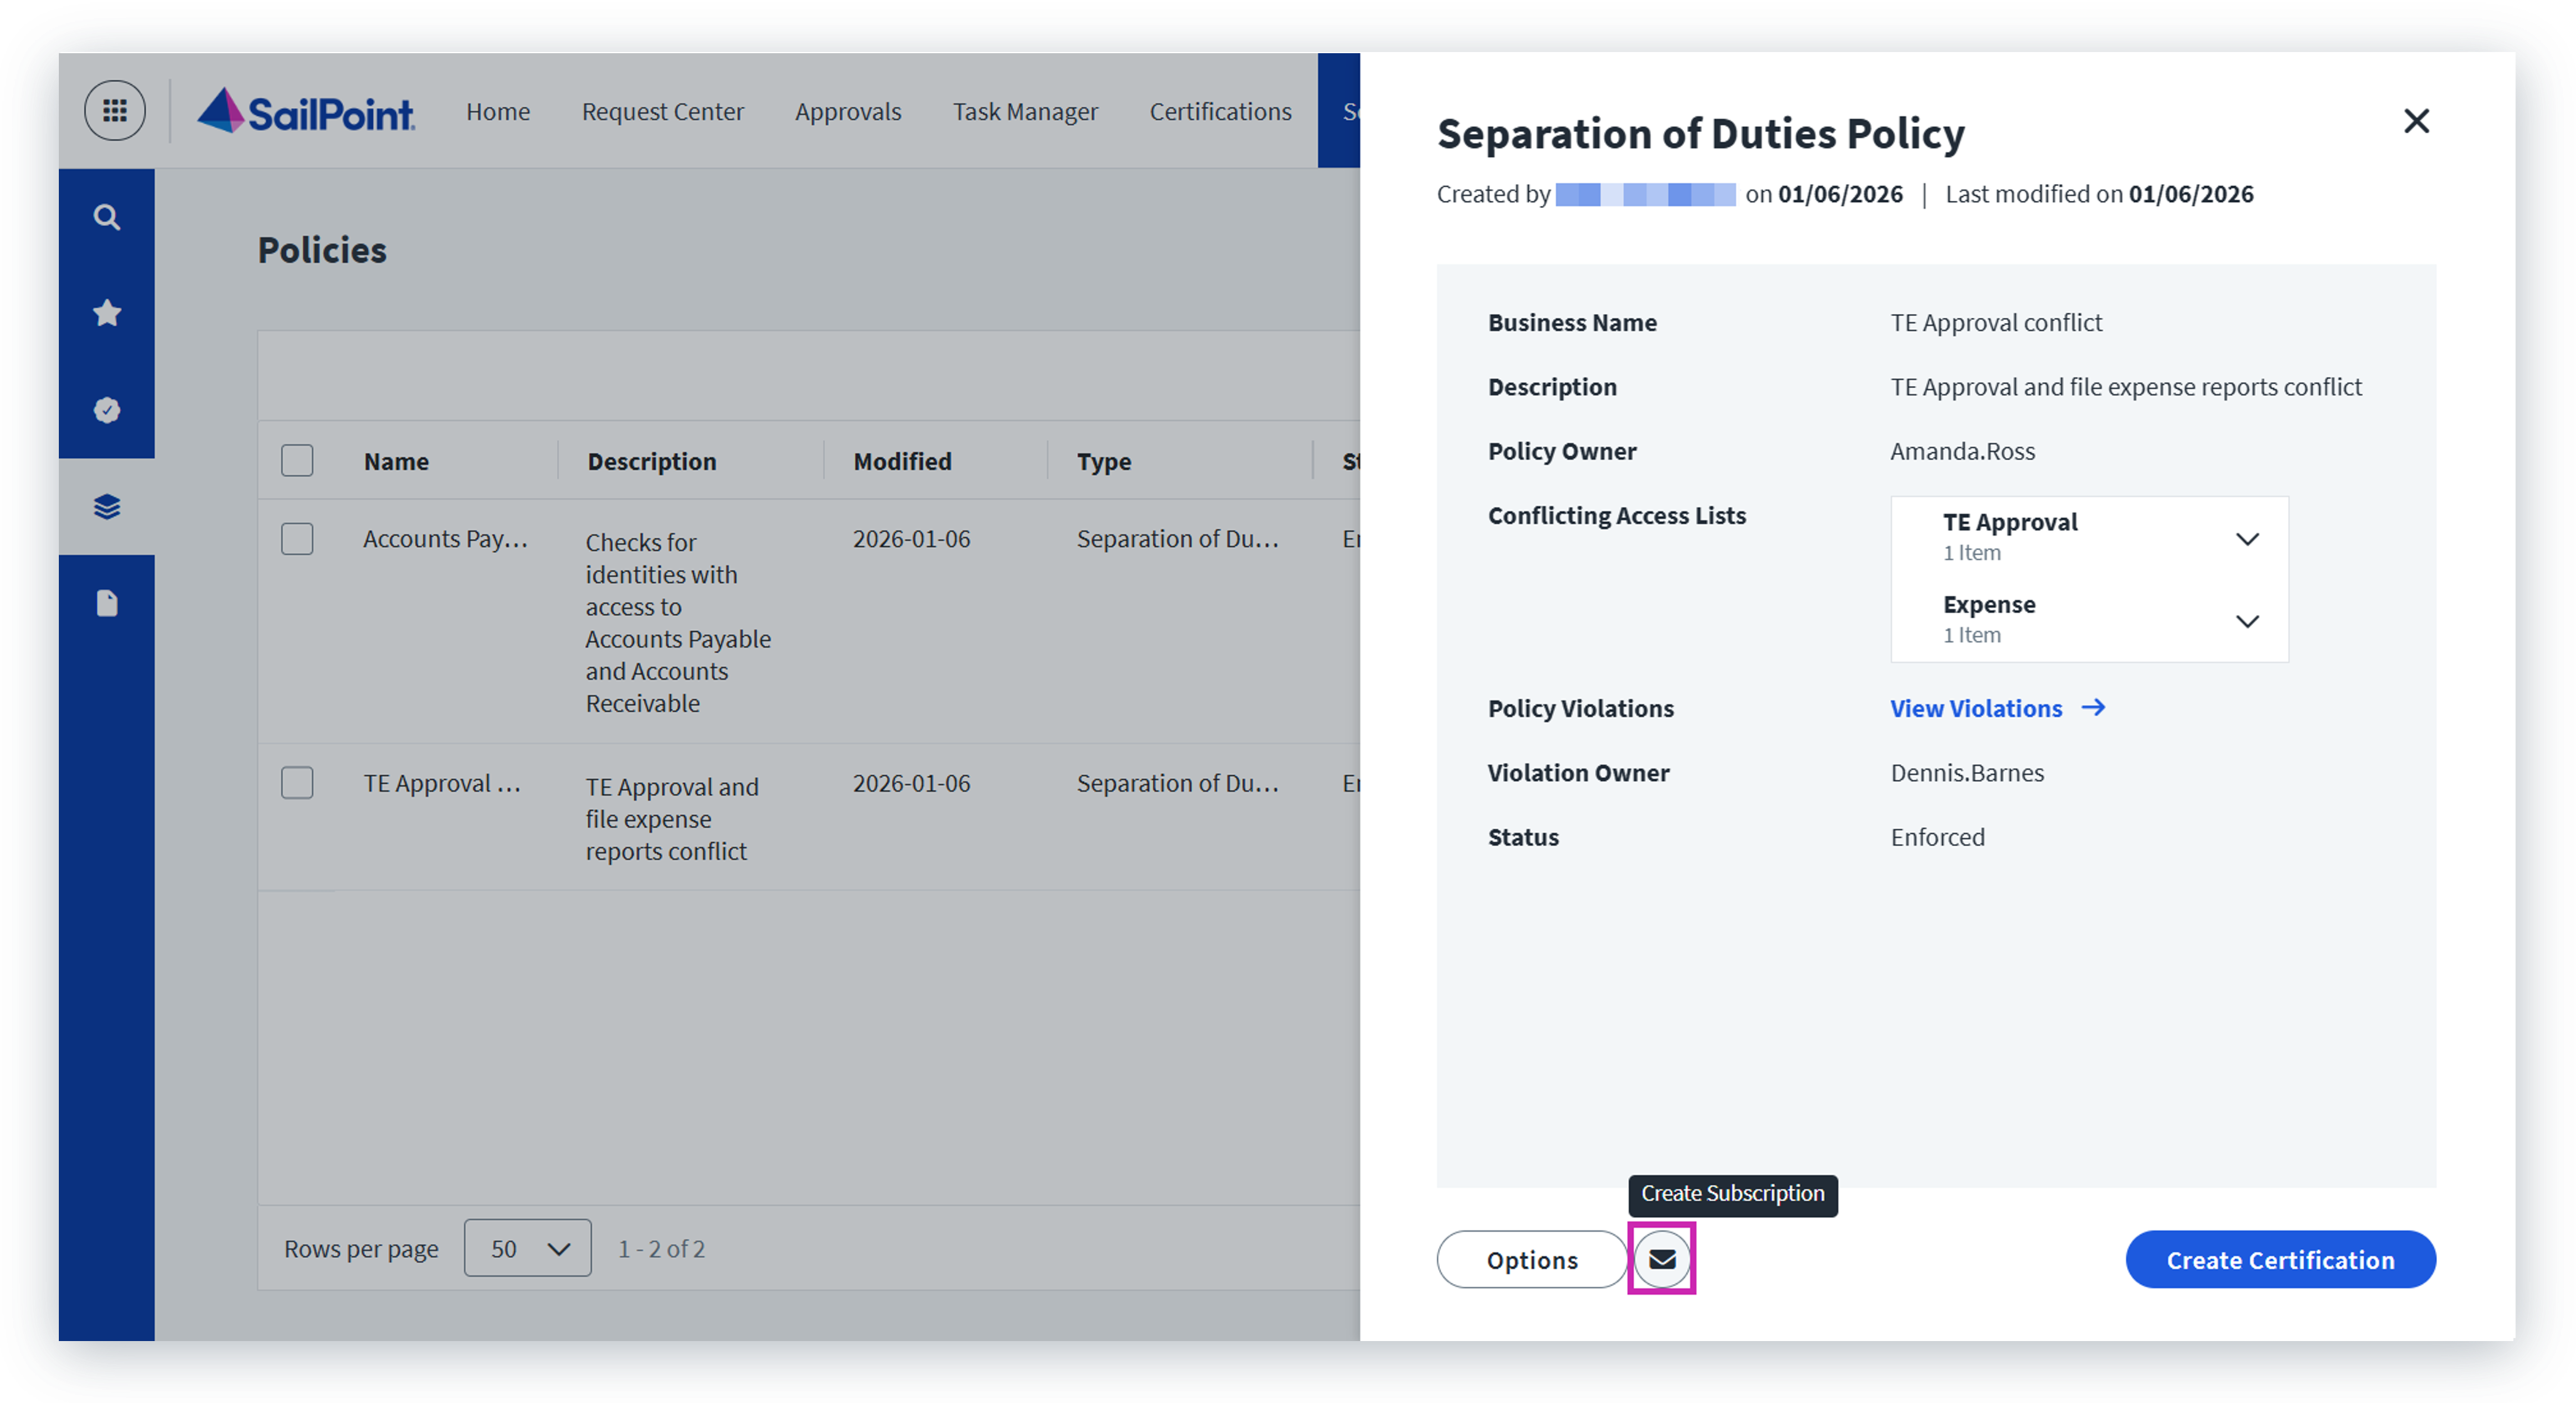 SailPoint
Home
Request Center
Approvals
Task Manager
Certifications
Policies
Name
Description
Modified
Type
Accounts Pay...
Checks for
identities with
access to
Accounts Payable
and Accounts
Receivable
2026-01-06
Separation of Du...
TE Approval ...
TE Approval and
file expense
reports conflict
2026-01-06
Separation of Du...
Rows per page
50
1 - 2 of 2
Separation of Duties Policy
Created by on 01/06/2026 | Last modified on 01/06/2026
Business Name
TE Approval conflict
Description
TE Approval and file expense reports conflict
Policy Owner
Amanda.Ross
Conflicting Access Lists
TE Approval
1 Item
Expense
1 Item
Policy Violations
View Violations
Violation Owner
Dennis.Barnes
Status
Enforced
Create Subscription
Options
Create Certification